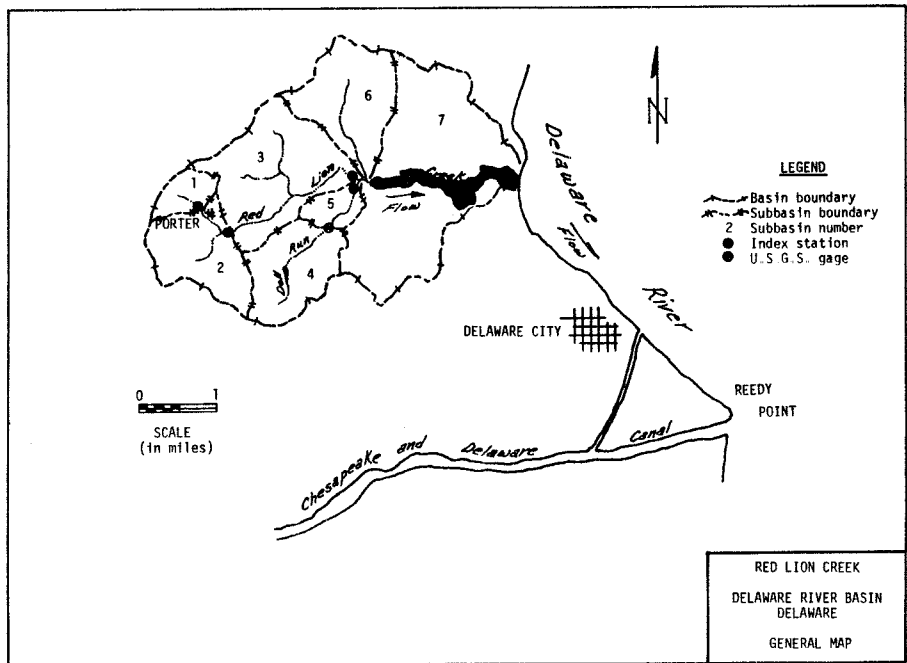 6
7
3
1
5
2
4
PORTER
Red
Lion
Creek
Flow
Doll
Run
Delaware
Flow
River
N
LEGEND
Basin boundary
Subbasin boundary
2 Subbasin number
Index station
U.S.G.S. gage
DELAWARE CITY
REEDY
POINT
0 1
SCALE
(in miles)
Chesapeake and Delaware Canal
RED LION CREEK
DELAWARE RIVER BASIN
DELAWARE
GENERAL MAP